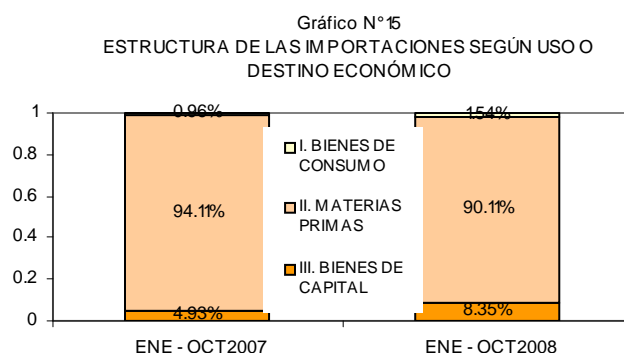 Gráfico N°15
ESTRUCTURA DE LAS IMPORTACIONES SEGÚN USO O
DESTINO ECONÓMICO
1
0.8
0.6
0.4
0.2
0
0.96%
94.11%
4.93%
I. BIENES DE
CONSUMO
II. MATERIAS
PRIMAS
III. BIENES DE
CAPITAL
1.54%
90.11%
8.35%
ENE - OCT2007
ENE - OCT2008